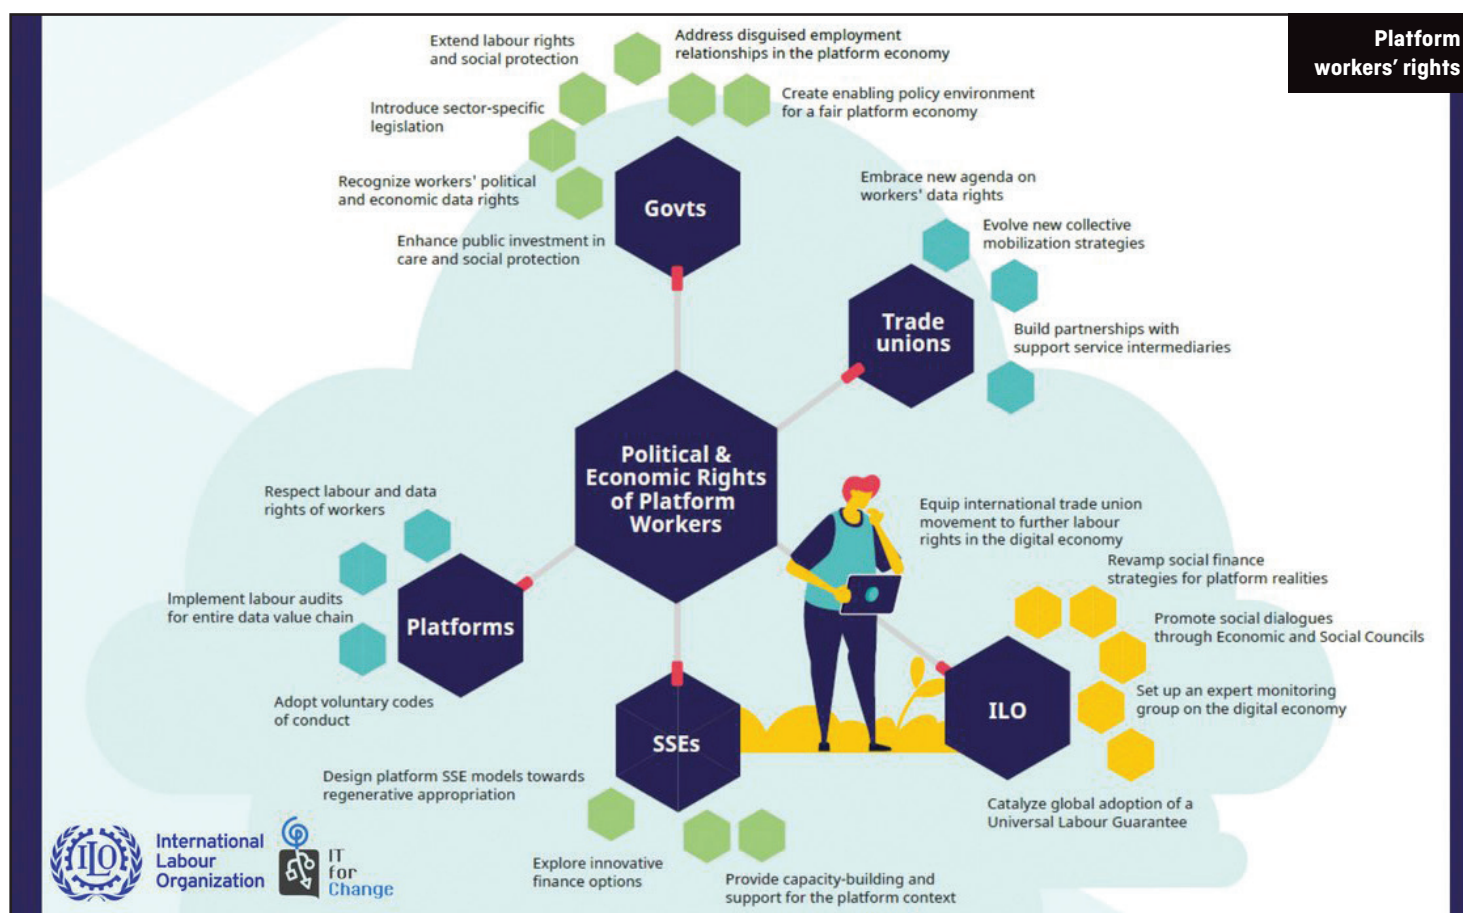 Platform
workers' rights
Extend labour rights
and social protection
Address disguised employment
relationships in the platform economy
Introduce sector-specific
legislation
Create enabling policy environment
for a fair platform economy
Recognize workers' political
and economic data rights
Enhance public investment in
care and social protection
Govts
Embrace new agenda on
workers' data rights
Evolve new collective
mobilization strategies
Build partnerships with
support service intermediaries
Trade
unions
Political &
Economic Rights
of Platform
Workers
Respect labour and data
rights of workers
Implement labour audits
for entire data value chain
Adopt voluntary codes
of conduct
Platforms
Equip international trade union
movement to further labour
rights in the digital economy
Revamp social finance
strategies for platform realities
Promote social dialogues
through Economic and Social Councils
Set up an expert monitoring
group on the digital economy
Catalyze global adoption of a
Universal Labour Guarantee
ILO
SSEs
Design platform SSE models towards
regenerative appropriation
Explore innovative
finance options
Provide capacity-building and
support for the platform context
ILO
International
Labour
Organization
IT
for
Change